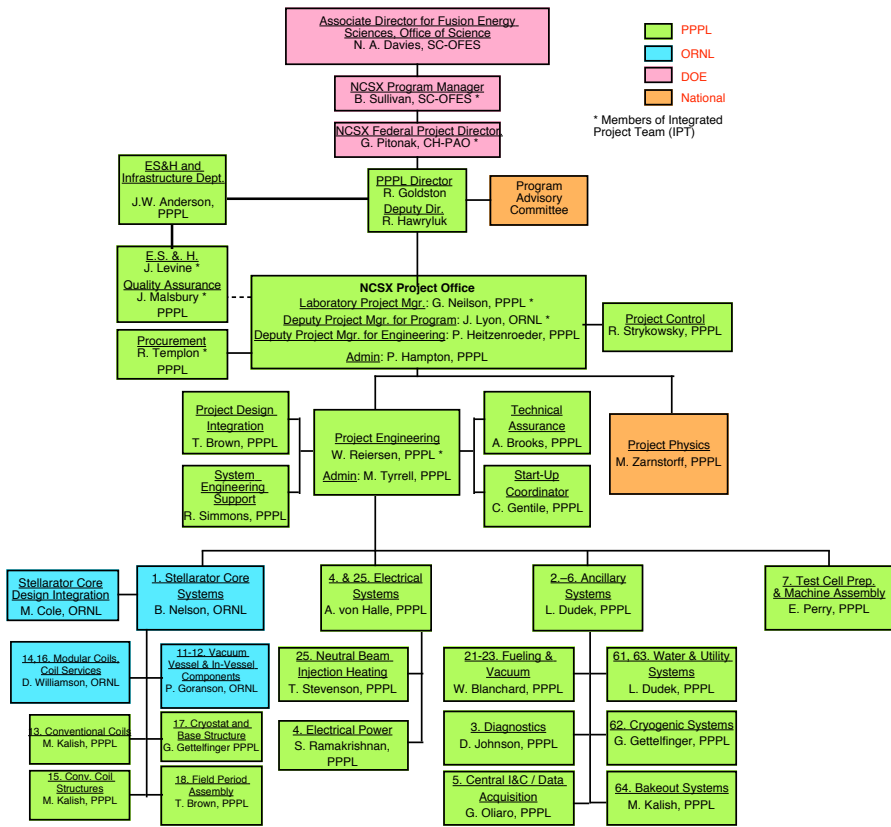 Associate Director for Fusion Energy
Sciences, Office of Science
N. A. Davies, SC-OFES
PPPL
ORNL
DOE
National
* Members of Integrated
Project Team (IPT)
NCSX Program Manager
B. Sullivan, SC-OFES *
NCSX Federal Project Director
G. Pitonak, CH-PAO *
ES&H and
Infrastructure Dept.
J.W. Anderson,
PPPL
PPPL Director
R. Goldston
Deputy Dir.
R. Hawryluk
Program
Advisory
Committee
E.S. &. H.
J. Levine *
Quality Assurance
J. Malsbury *
PPPL
NCSX Project Office
Laboratory Project Mgr.: G. Neilson, PPPL *
Deputy Project Mgr. for Program: J. Lyon, ORNL *
Deputy Project Mgr. for Engineering: P. Heitzenroeder, PPPL
Admin: P. Hampton, PPPL
Project Control
R. Strykowsky, PPPL
Procurement
R. Templon *
PPPL
Project Design
Integration
T. Brown, PPPL
Project Engineering
W. Reiersen, PPPL *
Admin: M. Tyrrell, PPPL
Technical
Assurance
A. Brooks, PPPL
Project Physics
M. Zarnstorff, PPPL
System
Engineering
Support
R. Simmons, PPPL
Start-Up
Coordinator
C. Gentile, PPPL
Stellarator Core
Design Integration
M. Cole, ORNL
1. Stellarator Core
Systems
B. Nelson, ORNL
4. & 25. Electrical
Systems
A. von Halle, PPPL
2.–6. Ancillary
Systems
L. Dudek, PPPL
7. Test Cell Prep.
& Machine Assembly
E. Perry, PPPL
14,16. Modular Coils,
Coil Services
D. Williamson, ORNL
11-12. Vacuum
Vessel & In-Vessel
Components
P. Goranson, ORNL
25. Neutral Beam
Injection Heating
T. Stevenson, PPPL
21-23. Fueling &
Vacuum
W. Blanchard, PPPL
61, 63. Water & Utility
Systems
L. Dudek, PPPL
13. Conventional Coils
M. Kalish, PPPL
17. Cryostat and
Base Structure
G. Gettelfinger PPPL
4. Electrical Power
S. Ramakrishnan,
PPPL
3. Diagnostics
D. Johnson, PPPL
62. Cryogenic Systems
G. Gettelfinger, PPPL
15. Conv. Coil
Structures
M. Kalish, PPPL
18. Field Period
Assembly
T. Brown, PPPL
5. Central I&C / Data
Acquisition
G. Oliaro, PPPL
64. Bakeout Systems
M. Kalish, PPPL